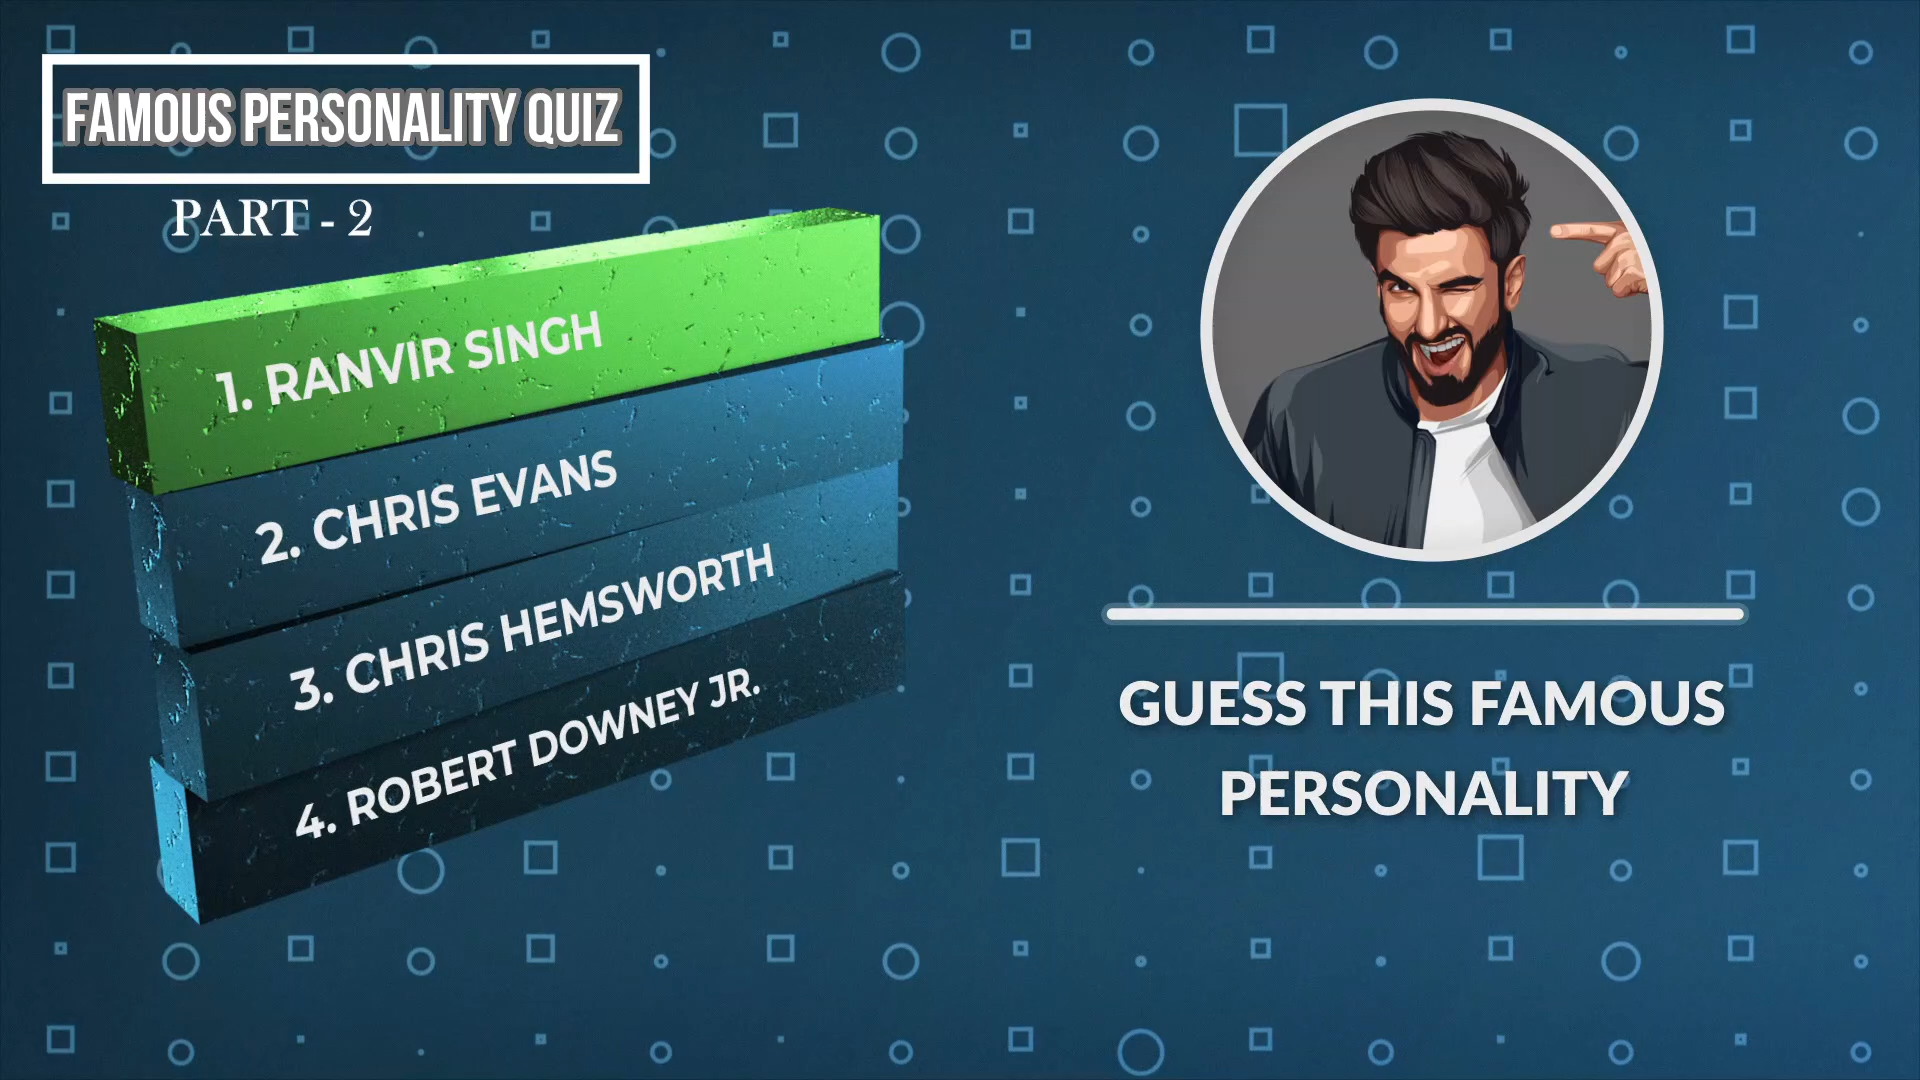 FAMOUS PERSONALITY QUIZ
PART - 2
1. RANVIR SINGH
2. CHRIS EVANS
3. CHRIS HEMSWORTH
4. ROBERT DOWNEY JR.
GUESS THIS FAMOUS
PERSONALITY